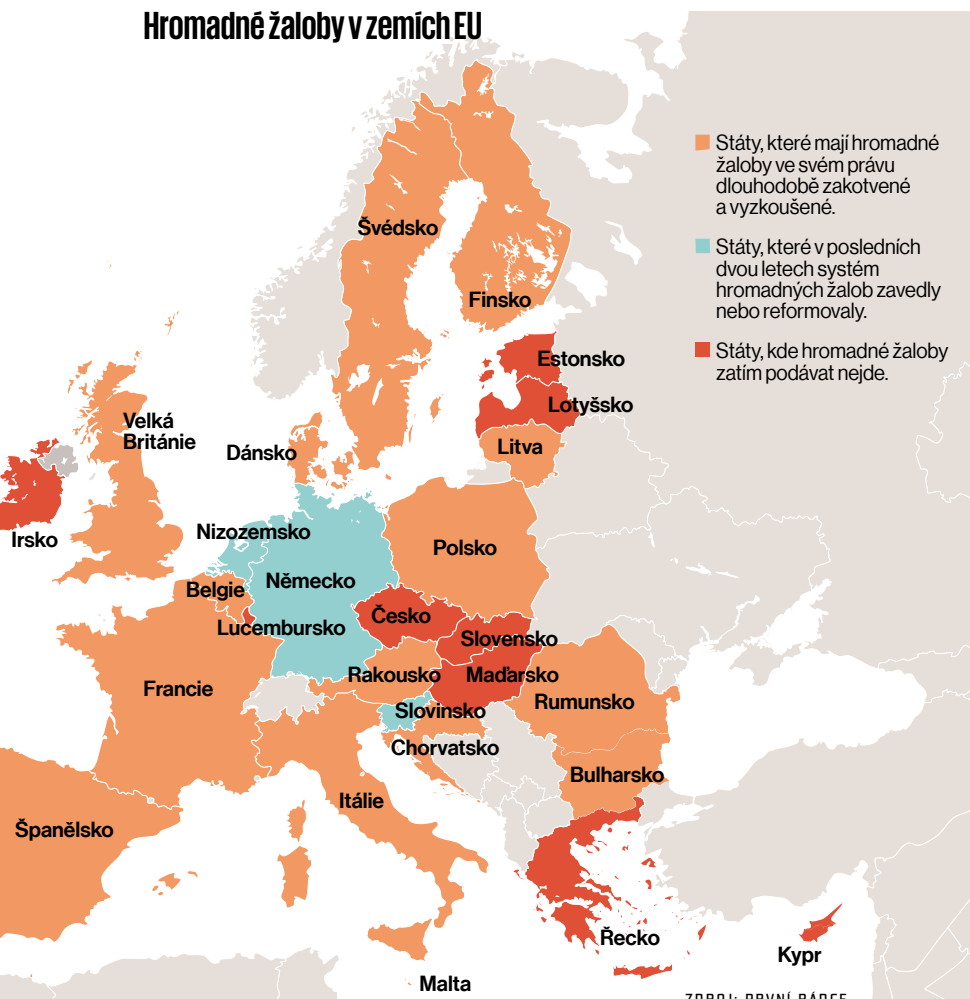 Hromadné žaloby v zemích EU
Státy, které mají hromadné
žaloby ve svém právu
dlouhodobě zakotvené
a vyzkoušené.
Státy, které v posledních
dvou letech systém
hromadných žalob zavedly
nebo reformovaly.
Státy, kde hromadné žaloby
zatím podávat nejde.
Švédsko
Finsko
Estonsko
Lotyšsko
Litva
Velká
Británie
Dánsko
Irsko
Nizozemsko
Polsko
Německo
Belgie
Česko
Lucembursko
Slovensko
Rakousko
Maďarsko
Francie
Rumunsko
Slovinsko
Chorvatsko
Bulharsko
Itálie
Španělsko
Řecko
Kypr
Malta
ZDROJ: